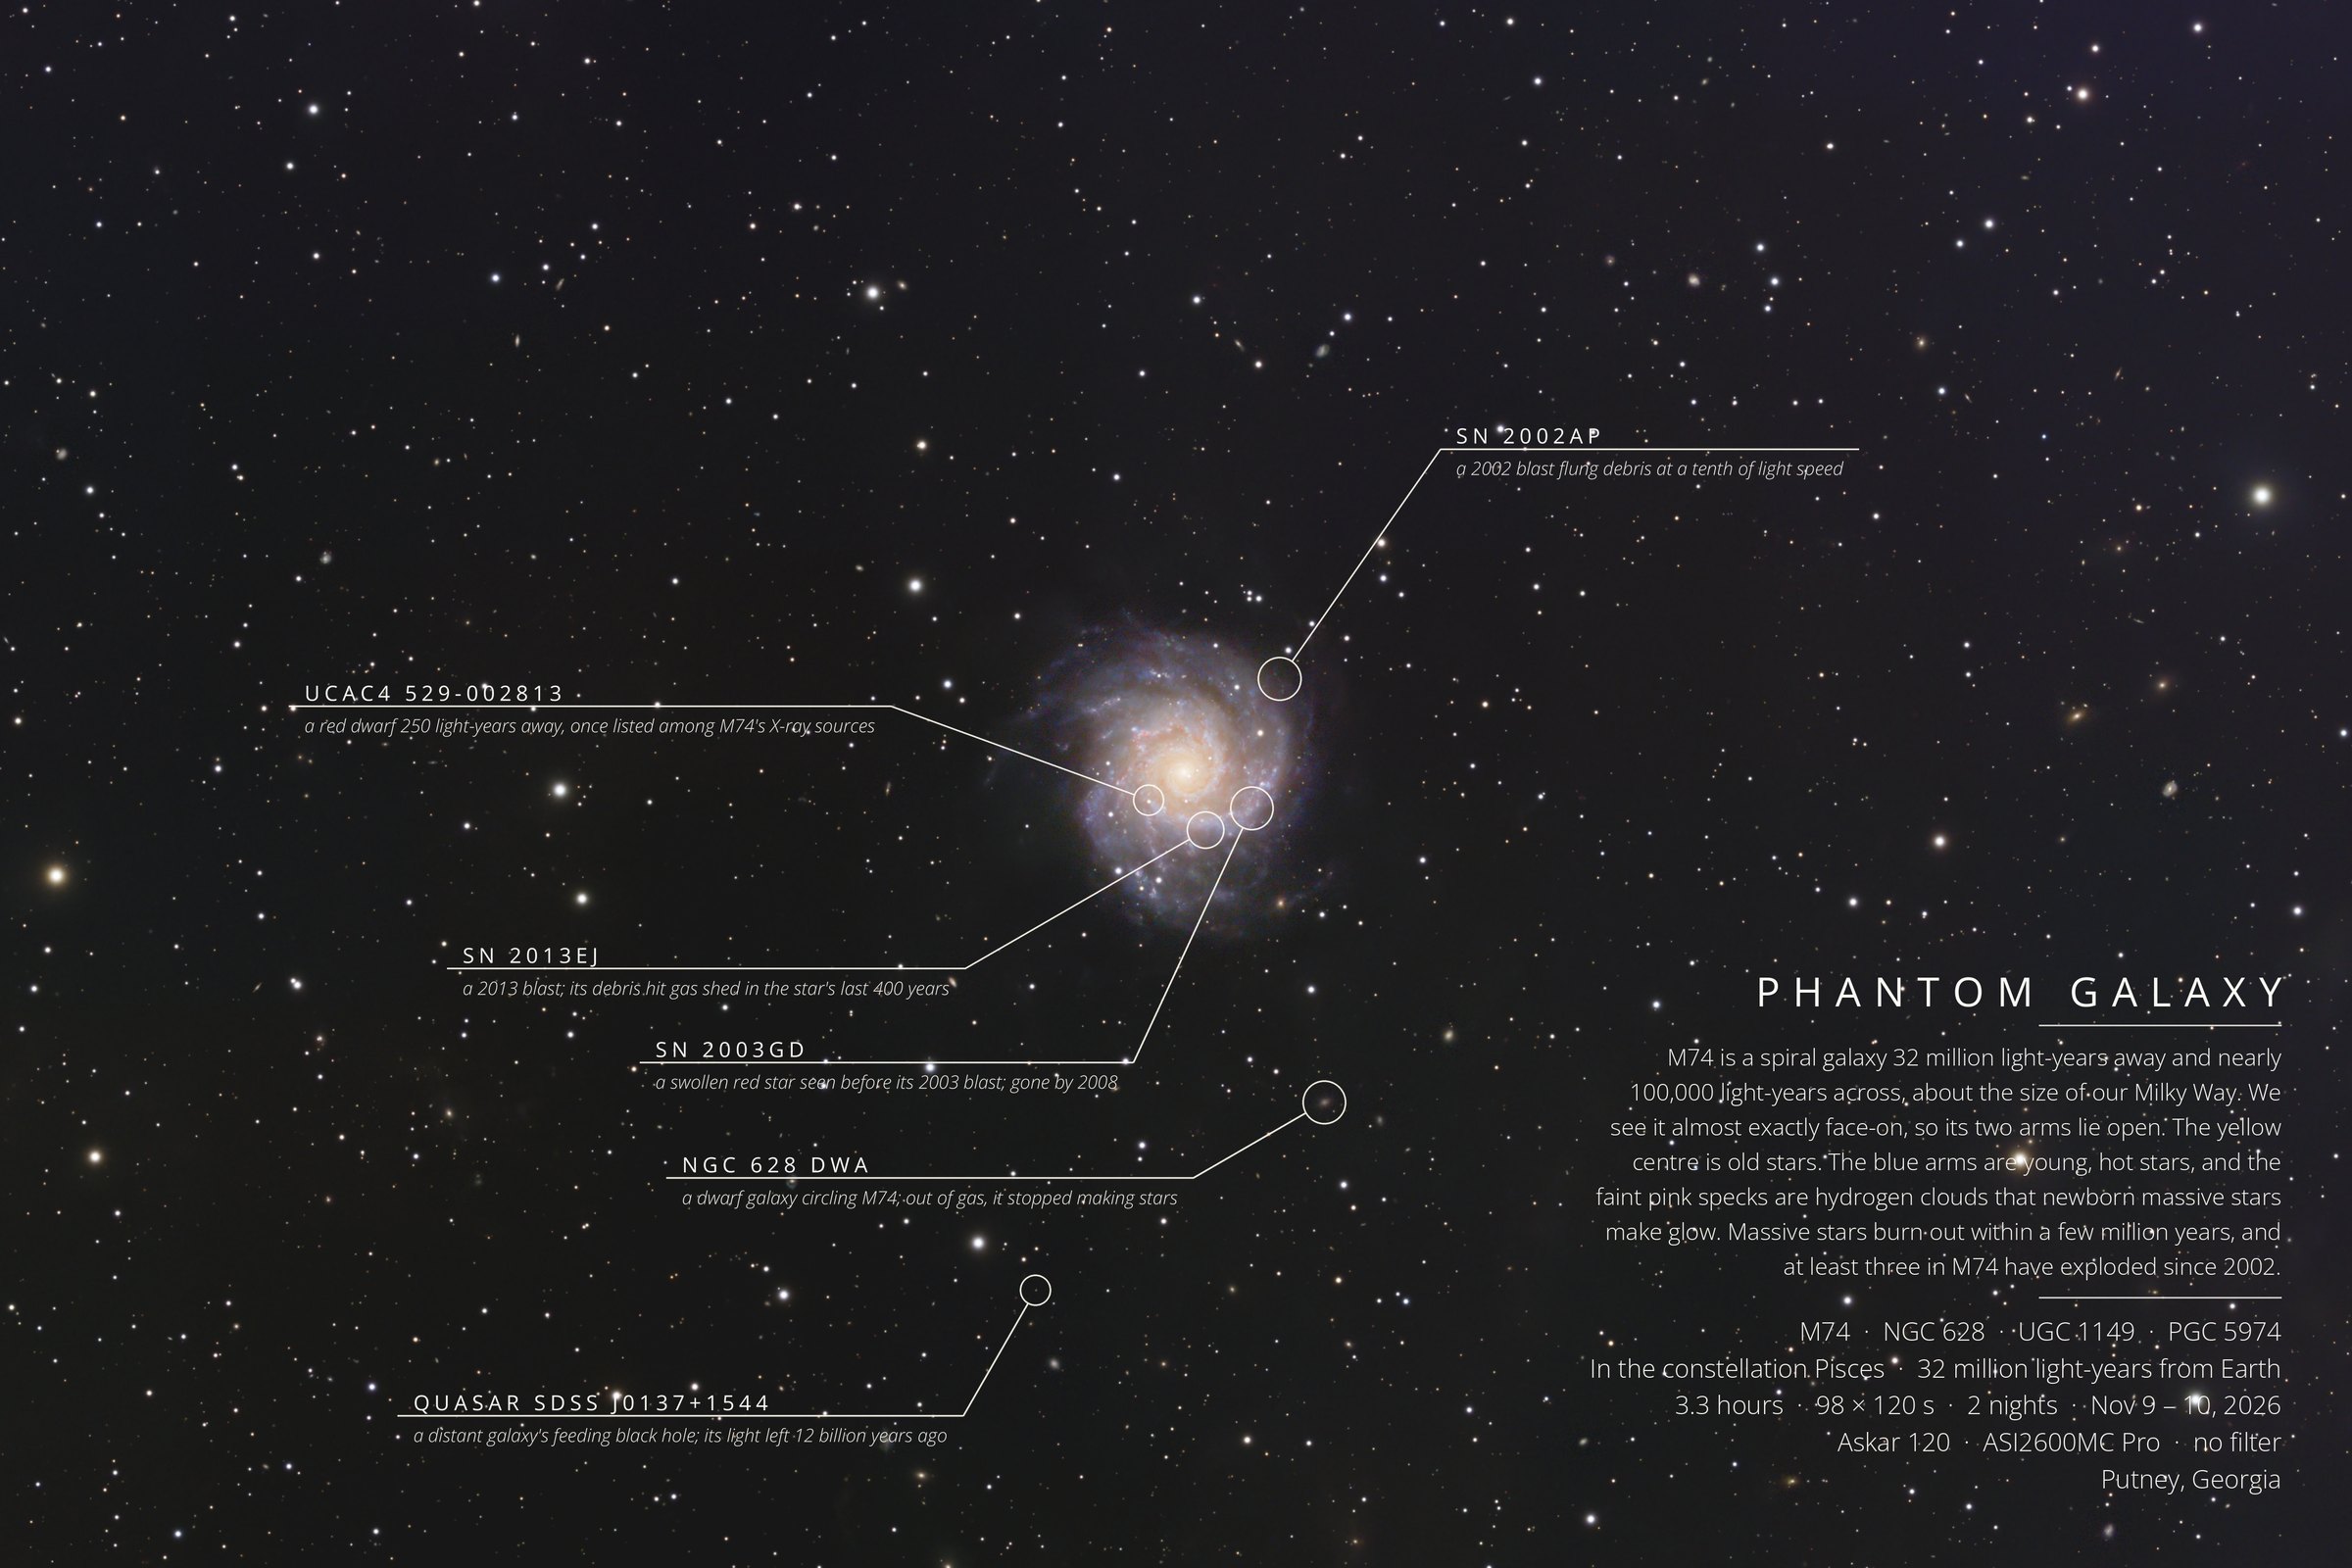 SN 2002AP
a 2002 blast flung debris at a tenth of light speed
UCAC4 529-002813
a red dwarf 250 light-years away, once listed among M74's X-ray sources
SN 2013EJ
a 2013 blast; its debris hit gas shed in the star's last 400 years
SN 2003GD
a swollen red star seen before its 2003 blast; gone by 2008
NGC 628 DWA
a dwarf galaxy circling M74; out of gas, it stopped making stars
QUASAR SDSS J0137+1544
a distant galaxy's feeding black hole; its light left 12 billion years ago
PHANTOM GALAXY
M74 is a spiral galaxy 32 million light-years away and nearly
100,000 light-years across, about the size of our Milky Way. We
see it almost exactly face-on, so its two arms lie open. The yellow
centre is old stars. The blue arms are young, hot stars, and the
faint pink specks are hydrogen clouds that newborn massive stars
make glow. Massive stars burn out within a few million years, and
at least three in M74 have exploded since 2002.
M74 · NGC 628 · UGC 1149 · PGC 5974
In the constellation Pisces · 32 million light-years from Earth
3.3 hours · 98 × 120 s · 2 nights · Nov 9 – 10, 2026
Askar 120 · ASI2600MC Pro · no filter
Putney, Georgia